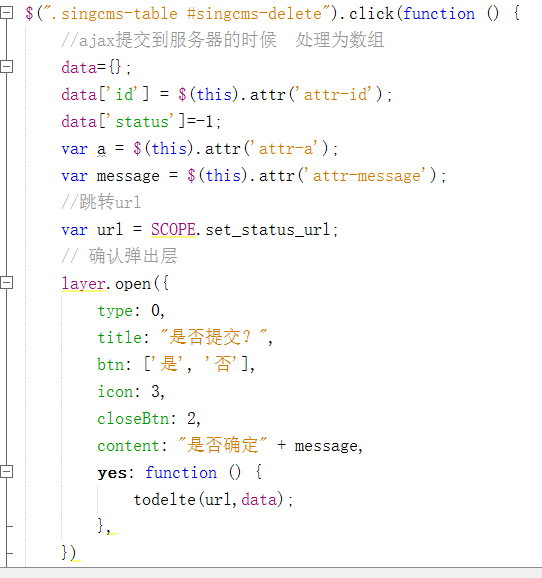 $(".singcms-table #singcms-delete").click(function () {
    //ajax提交到服务器的时候  处理为数组
    data={};
    data['id'] = $(this).attr('attr-id');
    data['status']=-1;
    var a = $(this).attr('attr-a');
    var message = $(this).attr('attr-message');
    //跳转url
    var url = SCOPE.set_status_url;
    // 确认弹出层
    layer.open({
        type: 0,
        title: "是否提交？",
        btn: ['是', '否'],
        icon: 3,
        closeBtn: 2,
        content: "是否确定" + message,
        yes: function () {
            todelte(url,data);
        },
    })